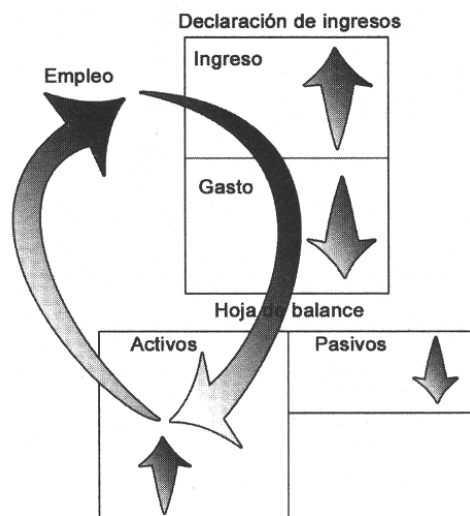 Declaración de ingresos
Empleo
Ingreso
Gasto
Hoja de balance
Activos
Pasivos